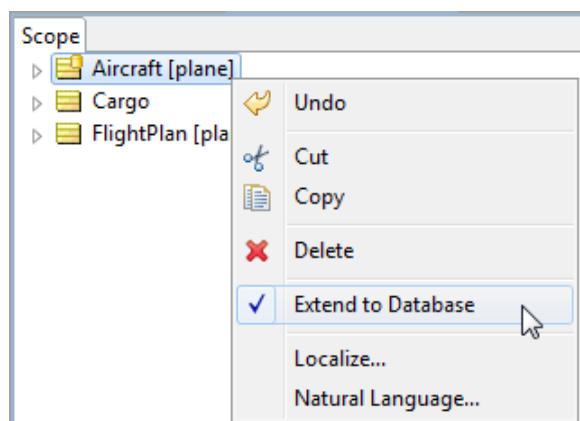 Scope
Aircraft [plane]
Cargo
FlightPlan [pla
Undo
Cut
Copy
Delete
Extend to Database
Localize...
Natural Language...